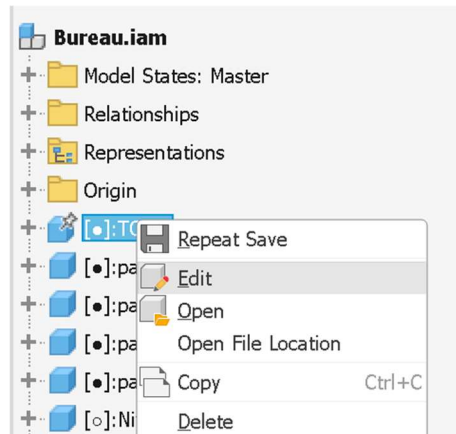 Bureau.iam
Model States: Master
Relationships
Representations
Origin
[●]:TO
Repeat Save
[●]:pa
Edit
[●]:pa
Open
[●]:pa
Open File Location
[●]:pa
Copy Ctrl+C
[○]:Ni
Delete